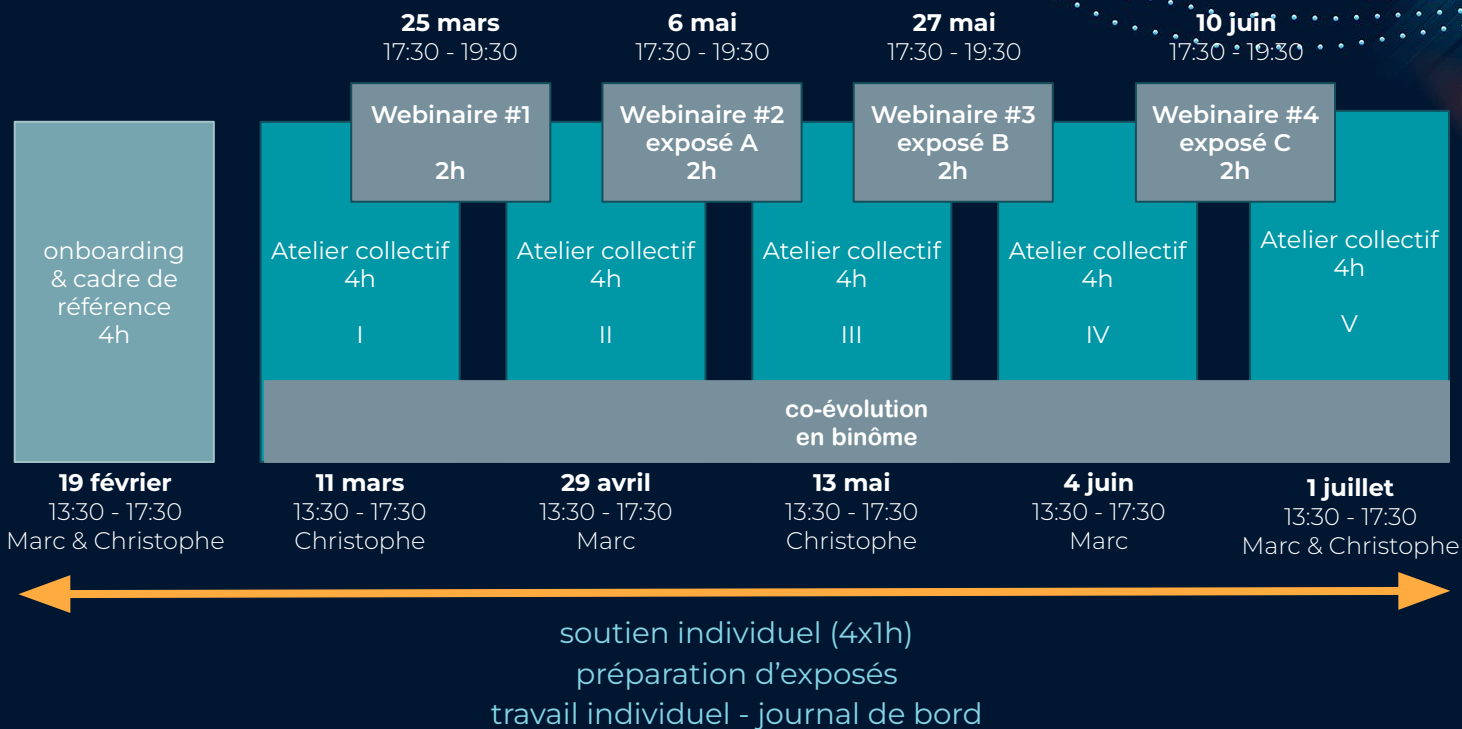 25 mars
17:30 - 19:30
6 mai
17:30 - 19:30
27 mai
17:30 - 19:30
10 juin
17:30 - 19:30
Webinaire #1
2h
Webinaire #2
exposé A
2h
Webinaire #3
exposé B
2h
Webinaire #4
exposé C
2h
onboarding
& cadre de
référence
4h
Atelier collectif
4h
I
Atelier collectif
4h
II
Atelier collectif
4h
III
Atelier collectif
4h
IV
Atelier collectif
4h
V
co-évolution
en binôme
19 février
13:30 - 17:30
Marc & Christophe
11 mars
13:30 - 17:30
Christophe
29 avril
13:30 - 17:30
Marc
13 mai
13:30 - 17:30
Christophe
4 juin
13:30 - 17:30
Marc
1 juillet
13:30 - 17:30
Marc & Christophe
soutien individuel (4x1h)
préparation d'exposés
travail individuel - journal de bord